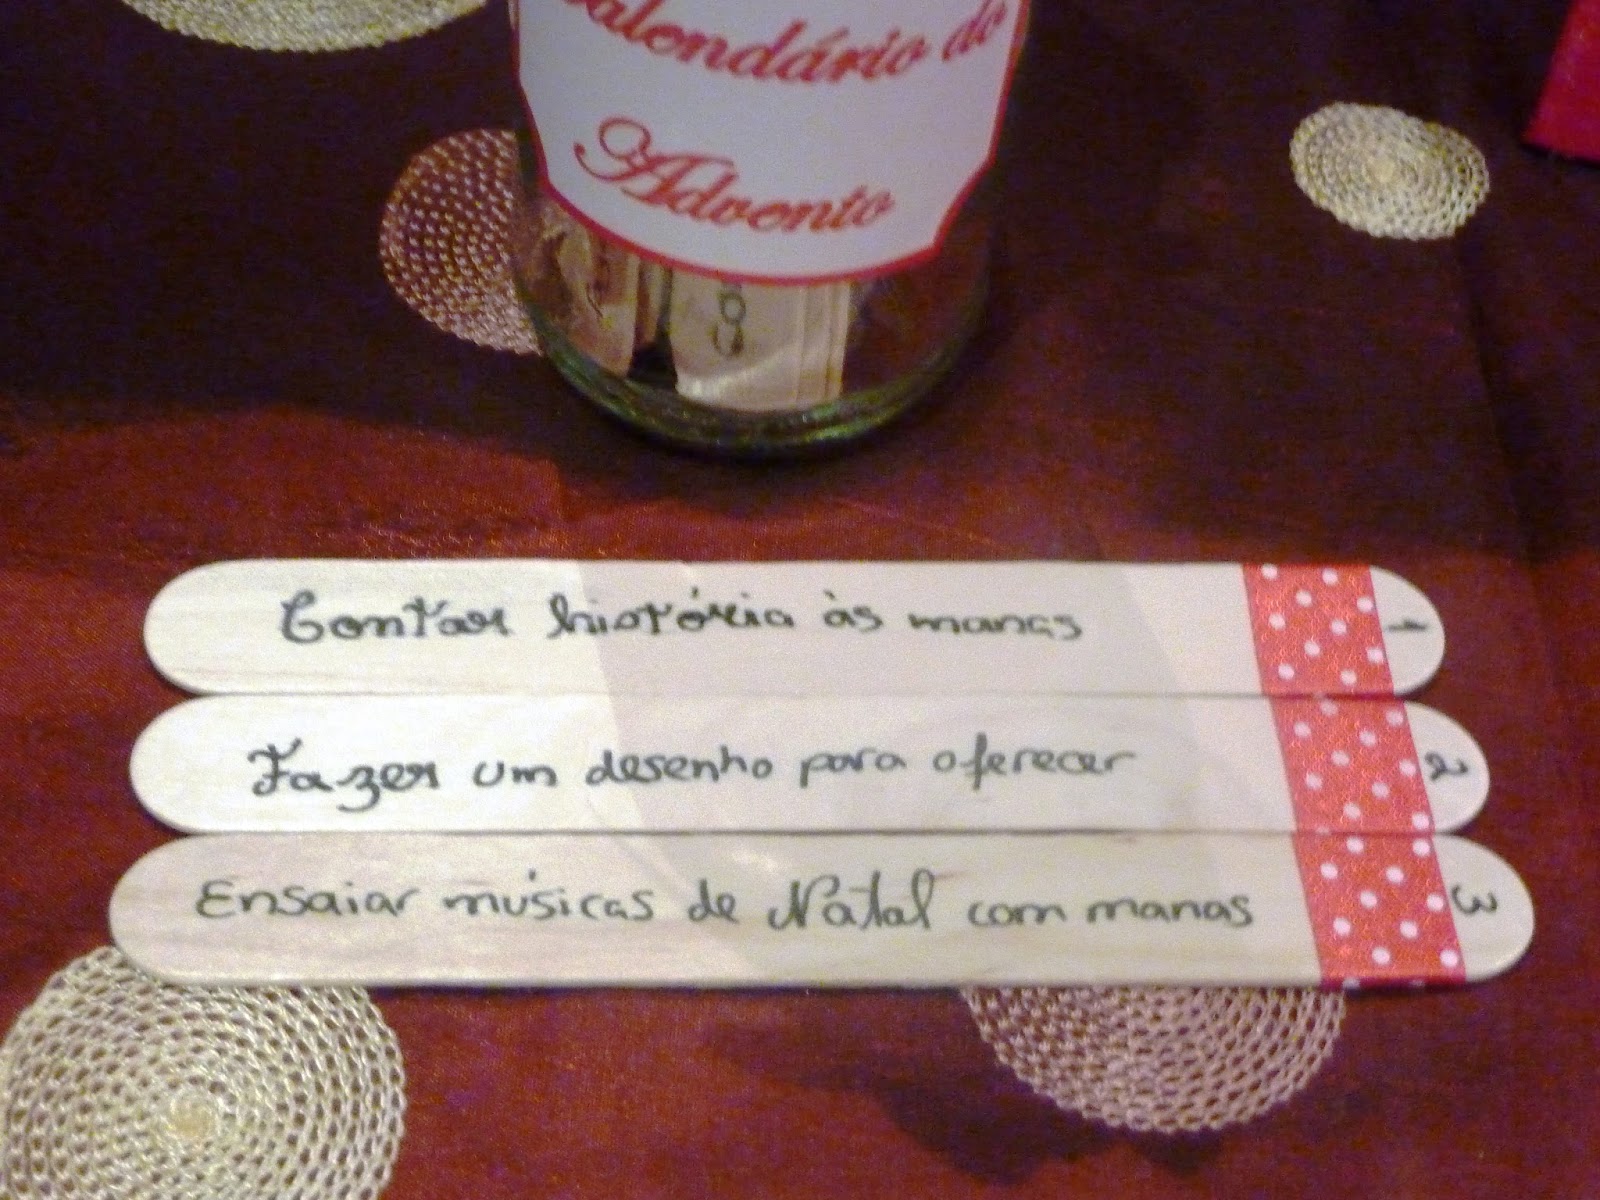 Calendário do
Advento
Contar história às manas 1
Fazer um desenho para oferecer 2
Ensaiar músicas de Natal com manas 3